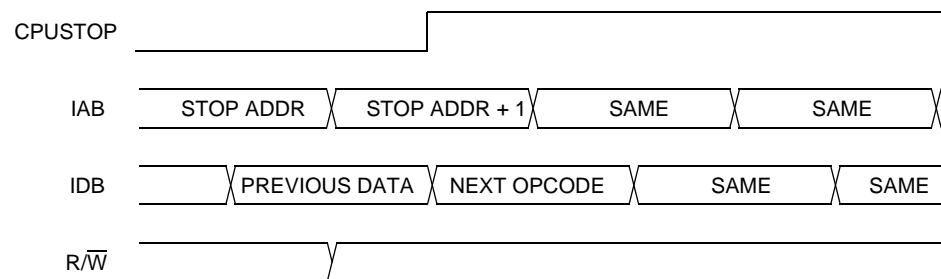 CPUSTOP
IAB STOP ADDR STOP ADDR + 1 SAME SAME
IDB PREVIOUS DATA NEXT OPCODE SAME SAME
R/W̅